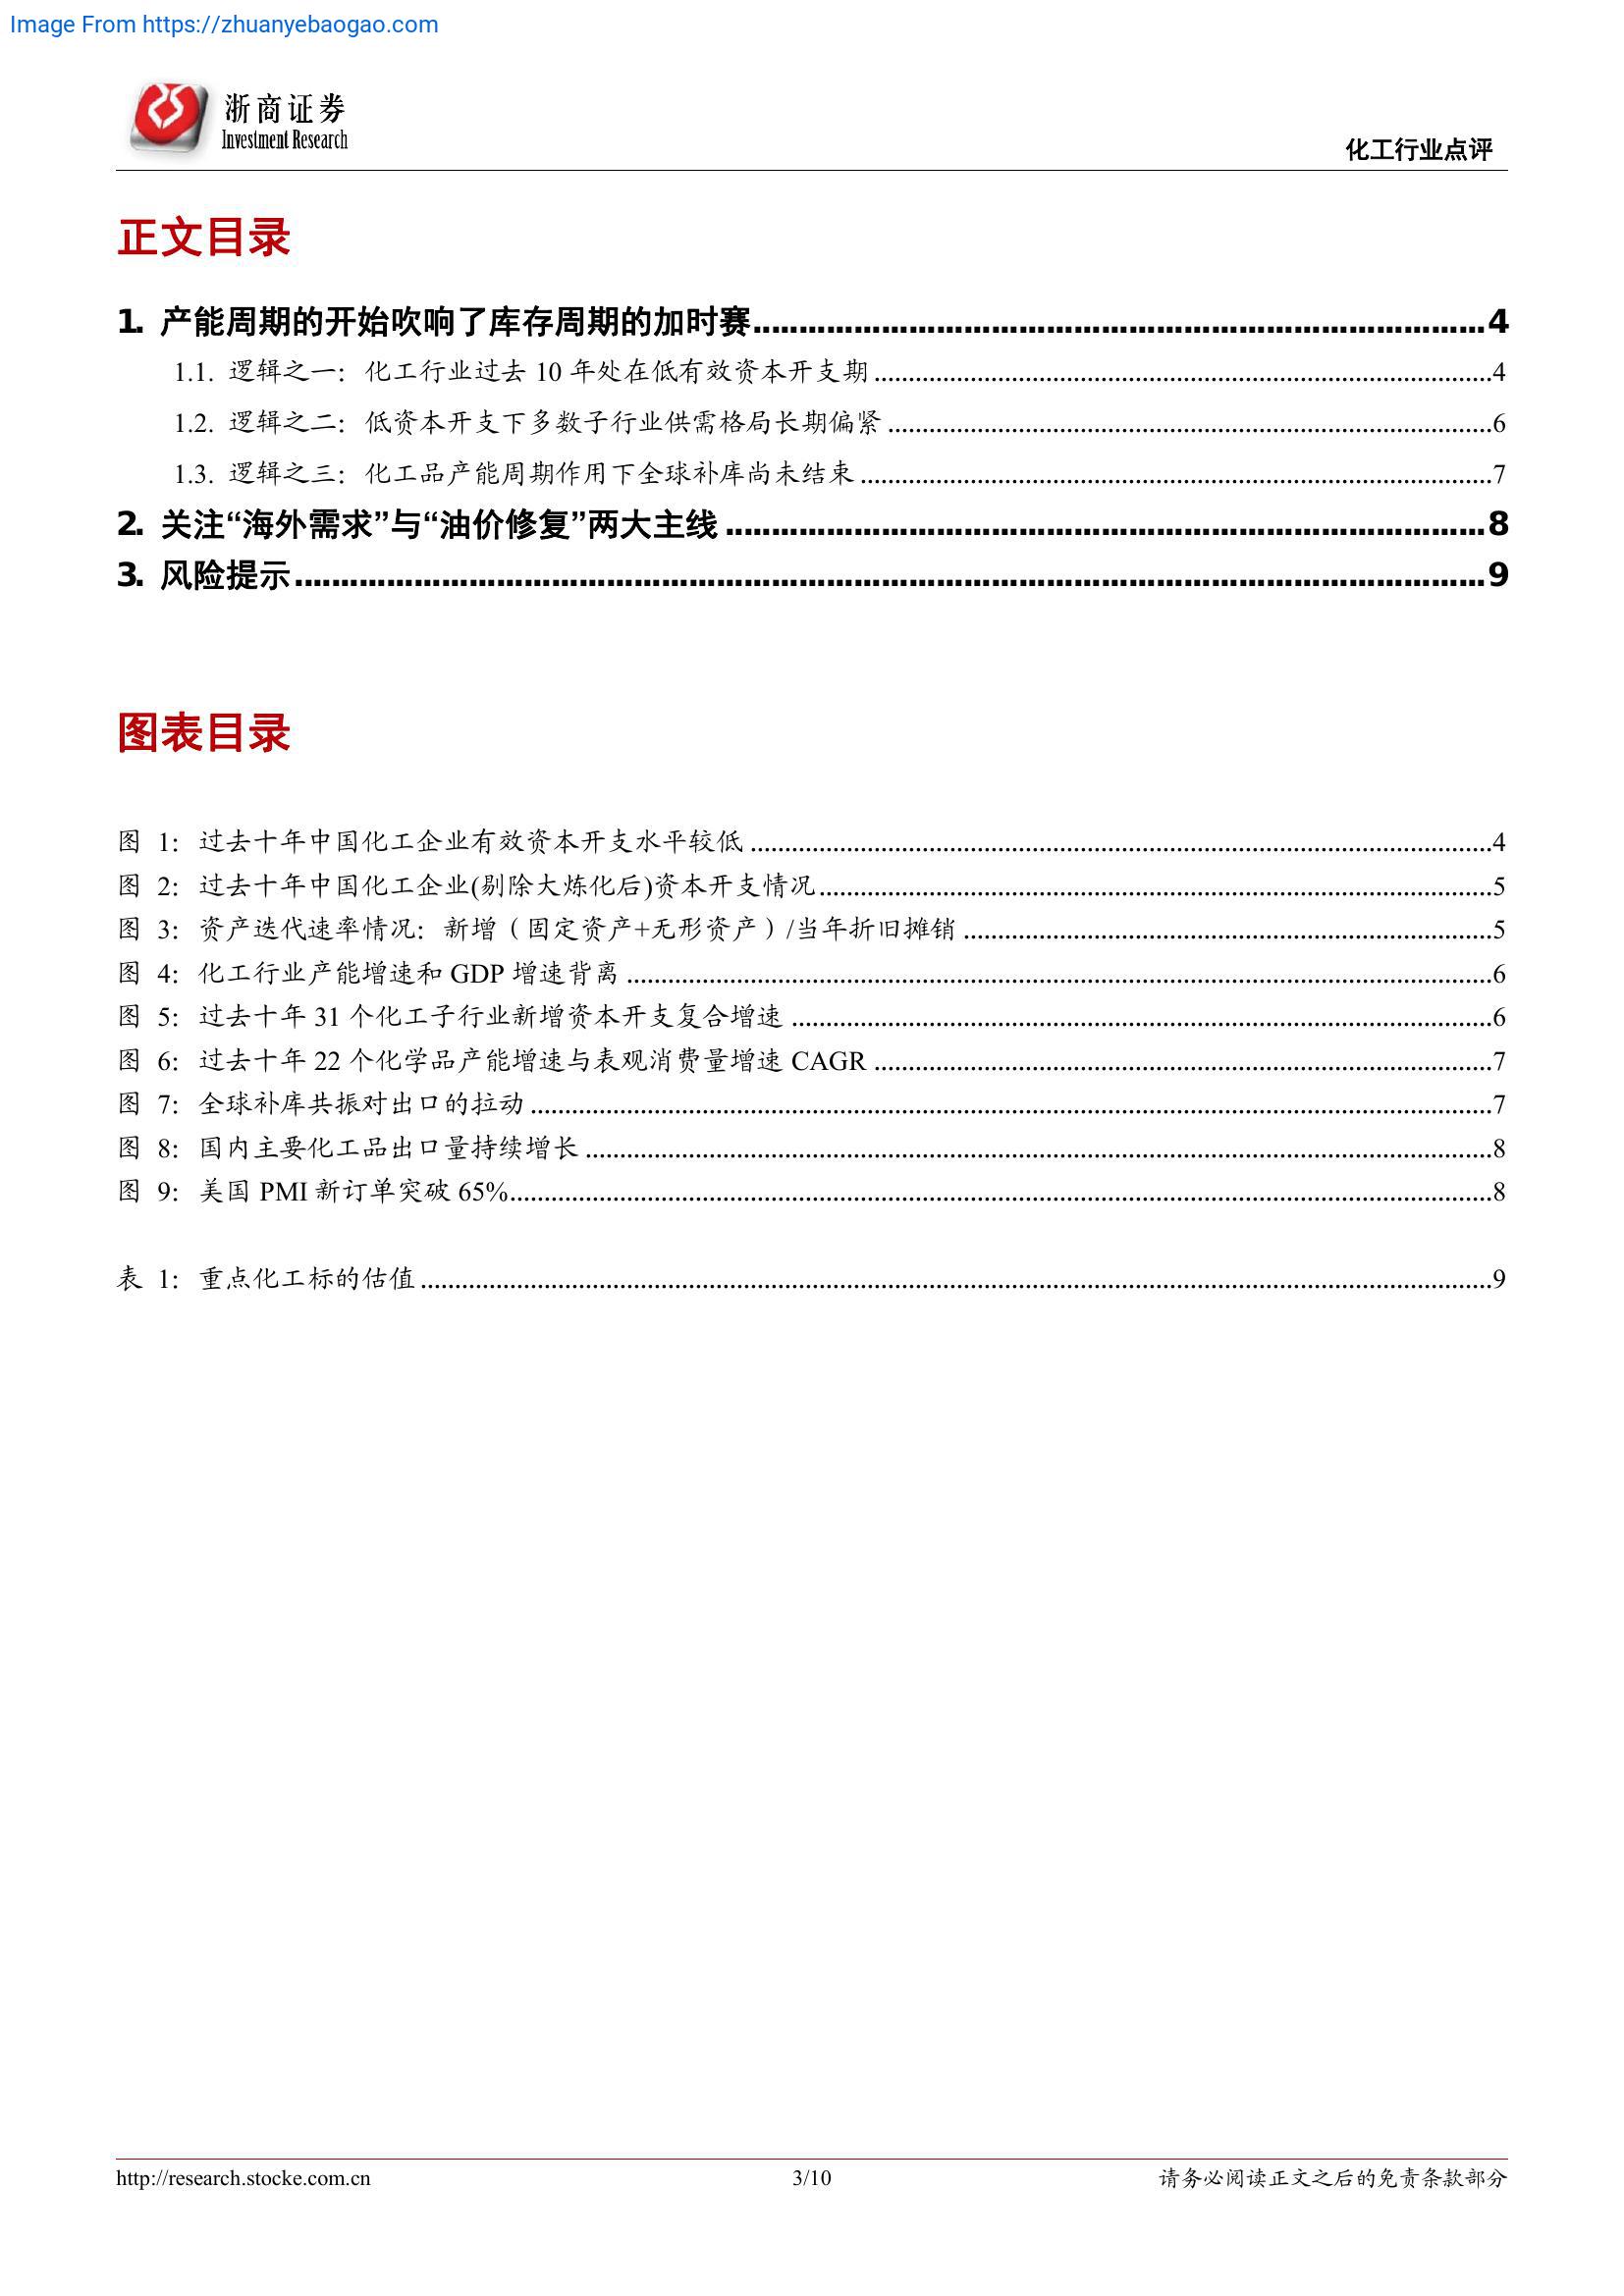 Image From https://zhuanyebaogao.com
浙商证券
Investment Research
化工行业点评
正文目录
1. 产能周期的开始吹响了库存周期的加时赛........................................4
1.1. 逻辑之一：化工行业过去 10 年处在低有效资本开支期........................................4
1.2. 逻辑之二：低资本开支下多数子行业供需格局长期偏紧........................................6
1.3. 逻辑之三：化工品产能周期作用下全球补库尚未结束........................................7
2. 关注“海外需求”与“油价修复”两大主线........................................8
3. 风险提示........................................9
图表目录
图 1：过去十年中国化工企业有效资本开支水平较低........................................4
图 2：过去十年中国化工企业(剔除大炼化后)资本开支情况........................................5
图 3：资产迭代速率情况：新增（固定资产+无形资产）/当年折旧摊销........................................5
图 4：化工行业产能增速和 GDP 增速背离........................................6
图 5：过去十年 31 个化工子行业新增资本开支复合增速........................................6
图 6：过去十年 22 个化学品产能增速与表观消费量增速 CAGR........................................7
图 7：全球补库共振对出口的拉动........................................7
图 8：国内主要化工品出口量持续增长........................................8
图 9：美国 PMI 新订单突破 65%........................................8
表 1：重点化工标的估值........................................9
http://research.stocke.com.cn
3/10
请务必阅读正文之后的免责条款部分